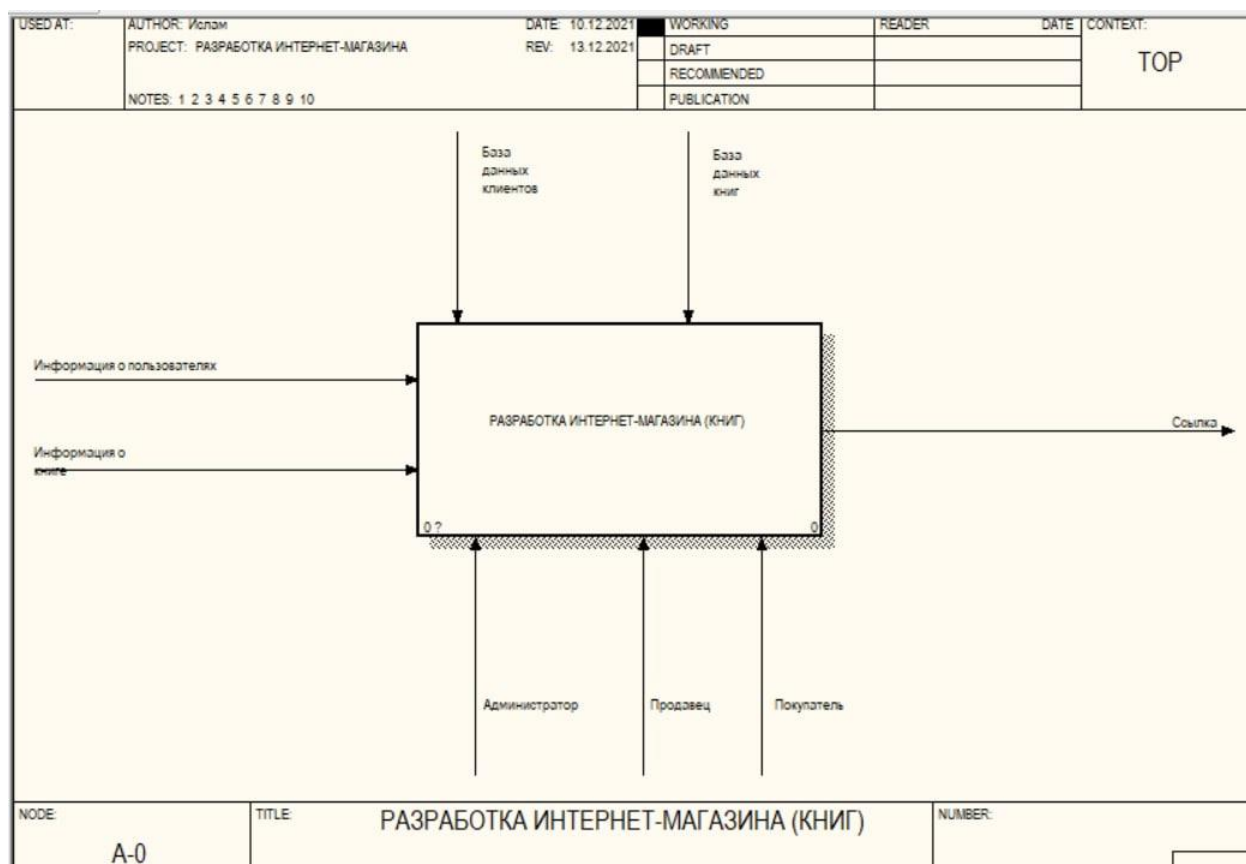 USED AT:
AUTHOR: Ислам
DATE: 10.12.2021
PROJECT: РАЗРАБОТКА ИНТЕРНЕТ-МАГАЗИНА
REV: 13.12.2021
NOTES: 1 2 3 4 5 6 7 8 9 10
WORKING
DRAFT
RECOMMENDED
PUBLICATION
READER
DATE
CONTEXT:
TOP
База
данных
клиентов
База
данных
книг
Информация о пользователях
Информация о
книге
РАЗРАБОТКА ИНТЕРНЕТ-МАГАЗИНА (КНИГ)
0 ?
0
Ссылка
Администратор
Продавец
Покупатель
NODE:
A-0
TITLE:
РАЗРАБОТКА ИНТЕРНЕТ-МАГАЗИНА (КНИГ)
NUMBER: